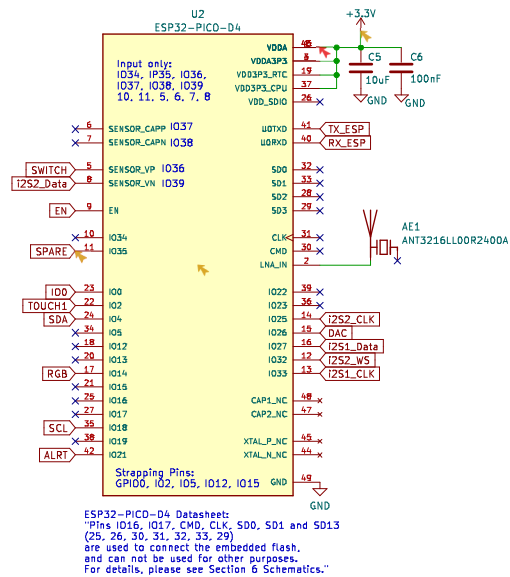 U2
ESP32-PICO-D4
+3.3V
Input only:
IO34, IP35, IO36,
IO37, IO38, IO39
10, 11, 5, 6, 7, 8
VDDA
VDDA3P3
VDD3P3_RTC 19
VDD3P3_CPU 37
VDD_SDIO 26
C5
10uF
GND
C6
100nF
GND
6 SENSOR_CAPP IO37
7 SENSOR_CAPN IO38
SWITCH 5 SENSOR_VP IO36
i2S2_Data 8 SENSOR_VN IO39
EN 9 EN
10 IO34
SPARE 11 IO35
IO0 23 IO0
TOUCH1 22 IO2
SDA 24 IO4
34 IO5
18 IO12
20 IO13
RGB 17 IO14
21 IO15
25 IO16
27 IO17
SCL 35 IO18
38 IO19
ALRT 42 IO21
U0TXD 41 TX_ESP
U0RXD 40 RX_ESP
SD0 32
SD1 33
SD2 28
SD3 29
CLK 31
CMD 30
LNA_IN 2
AE1
ANT3216LL00R2400A
IO22 39
IO23 36
IO25 14 i2S2_CLK
IO26 15 DAC
IO27 16 i2S1_Data
IO32 12 i2S2_WS
IO33 13 i2S1_CLK
CAP1_NC 48
CAP2_NC 47
XTAL_P_NC 45
XTAL_N_NC 44
GND 49
GND
Strapping Pins:
GPIO0, IO2, IO5, IO12, IO15
ESP32-PICO-D4 Datasheet:
"Pins IO16, IO17, CMD, CLK, SD0, SD1 and SD13
(25, 26, 30, 31, 32, 33, 29)
are used to connect the embedded flash,
and can not be used for other purposes.
For details, please see Section 6 Schematics."